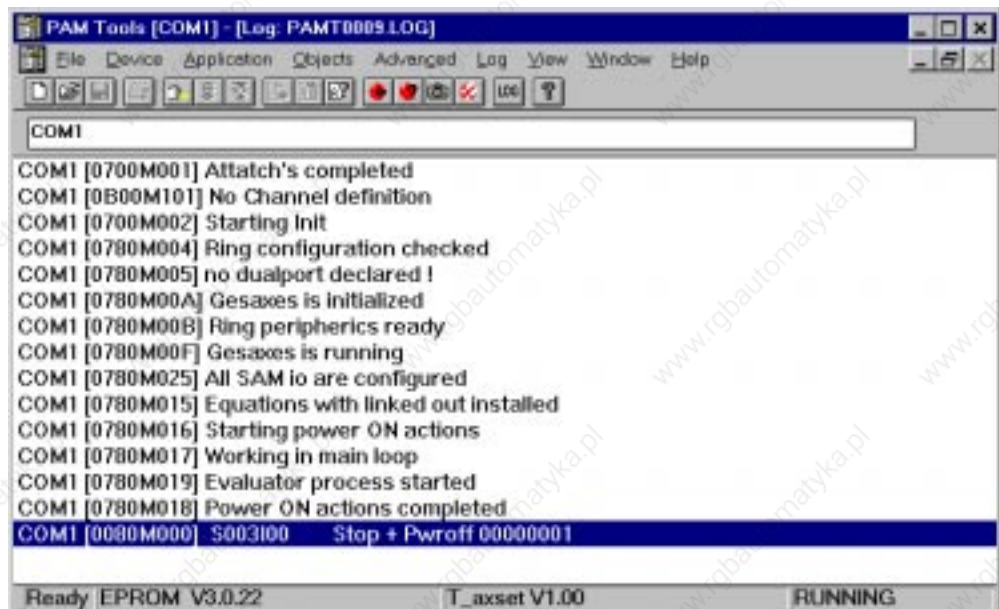 PAM Tools [COM1] - [Log: PAMT0009.LOG]
File Device Application Objects Advanced Log View Window Help
LOG
COM1
COM1 [0700M001] Attatch's completed
COM1 [0B00M101] No Channel definition
COM1 [0700M002] Starting Init
COM1 [0780M004] Ring configuration checked
COM1 [0780M005] no dualport declared !
COM1 [0780M00A] Gesaxes is initialized
COM1 [0780M00B] Ring peripherics ready
COM1 [0780M00F] Gesaxes is running
COM1 [0780M025] All SAM io are configured
COM1 [0780M015] Equations with linked out installed
COM1 [0780M016] Starting power ON actions
COM1 [0780M017] Working in main loop
COM1 [0780M019] Evaluator process started
COM1 [0780M018] Power ON actions completed
COM1 [0080M000] S003I00 Stop + Pwroff 00000001
Ready EPROM V3.0.22 T_axset V1.00 RUNNING
www.rgbautomatyka.pl